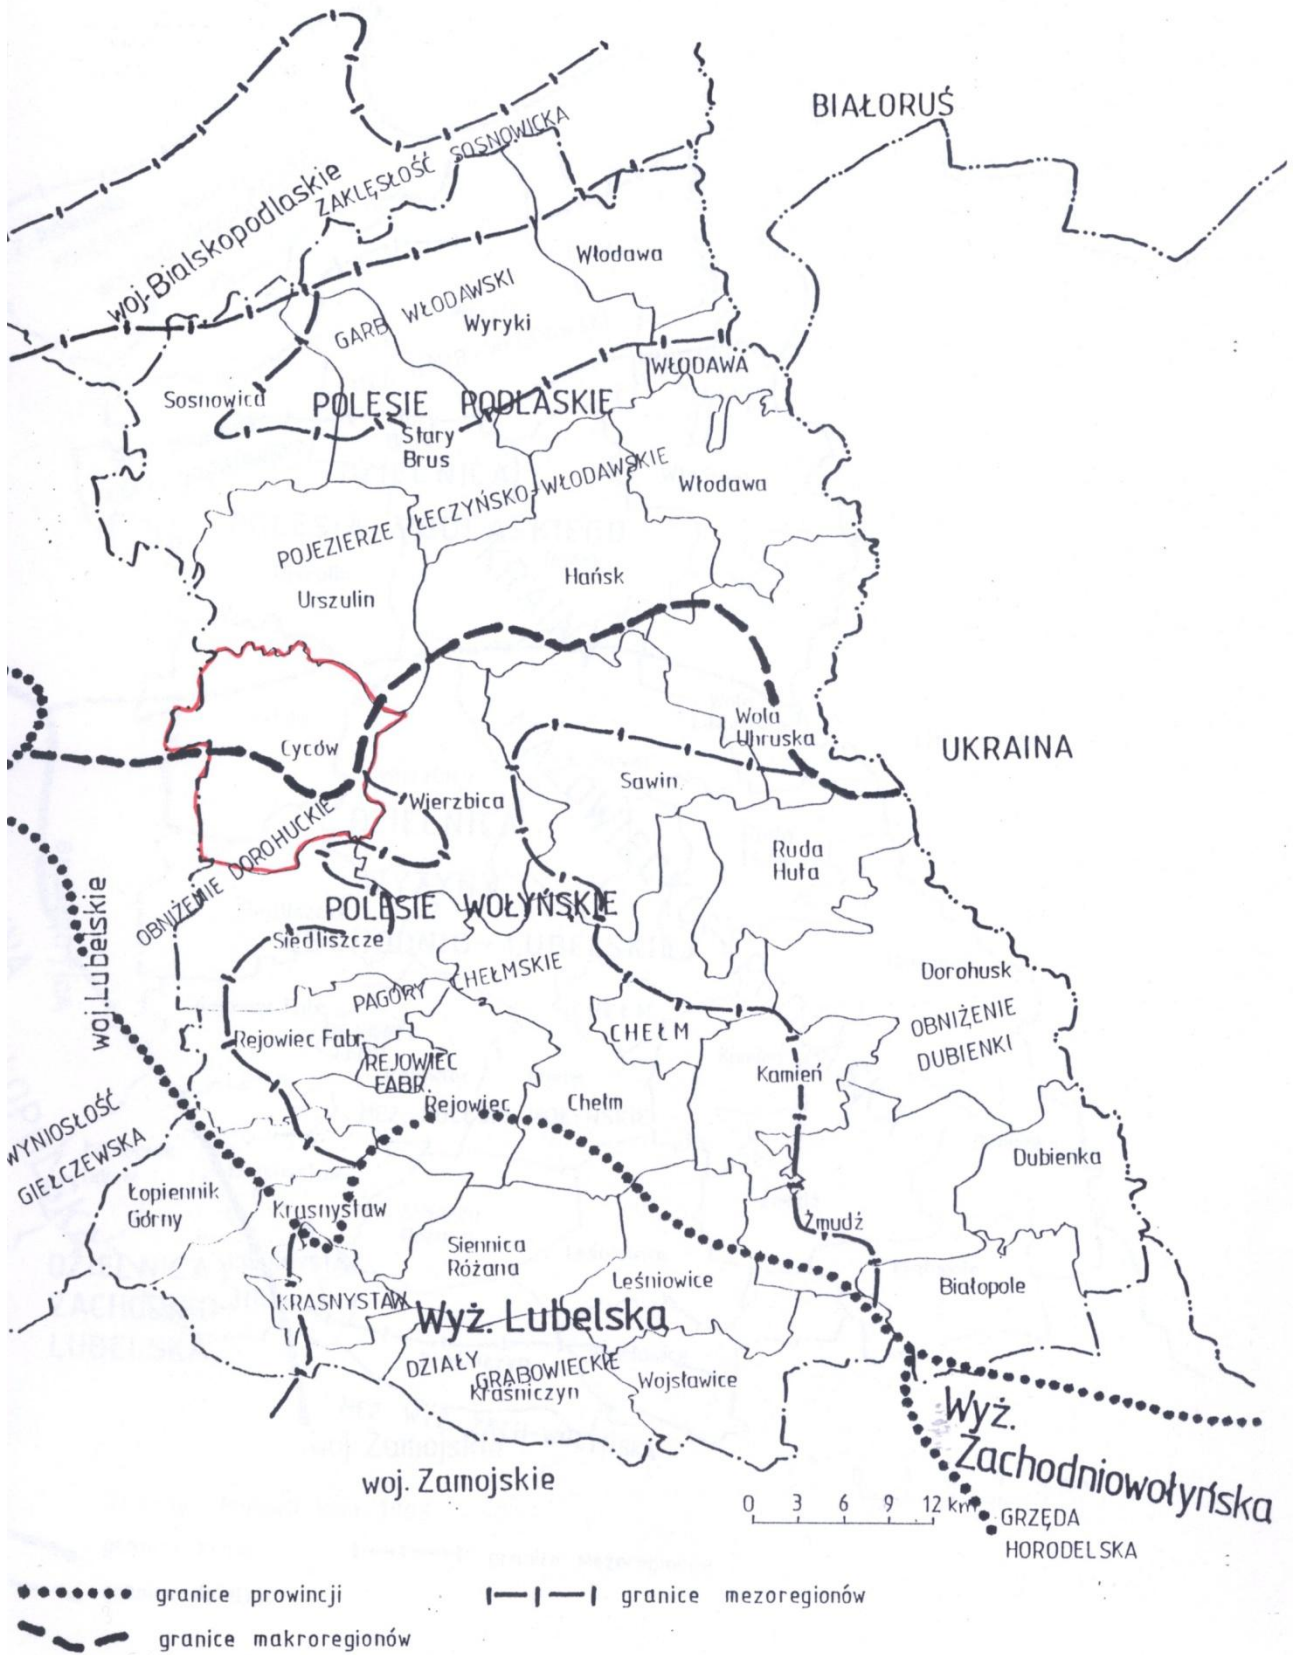 BIAŁORUŚ
ZAKLĘSŁOŚĆ SOSNOWICKA
woj. Bialskopodlaskie
Włodawa
GARB WŁODAWSKI
Wyryki
WŁODAWA
Sosnowica
POLESIE PODLASKIE
Stary
Brus
POJEZIERZE ŁĘCZYŃSKO-WŁODAWSKIE
Włodawa
Hańsk
Urszulin
Wola
Uhruska
UKRAINA
Cyców
Sawin
Wierzbica
OBNIŻENIE DOROHUCKIE
Ruda
Huta
woj. Lubelskie
POLESIE WOŁYŃSKIE
Siedliszcze
Dorohusk
PAGÓRY CHEŁMSKIE
OBNIŻENIE
DUBIENKI
CHEŁM
Rejowiec Fabr.
REJOWIEC
FABR.
Kamień
Rejowiec
Chełm
WYNIOSŁOŚĆ
GIEŁCZEWSKA
Dubienka
Łopiennik
Górny
Krasnystaw
Żmudź
Siennica
Różana
Leśniowice
Białopole
KRASNYSTAW
Wyż. Lubelska
DZIAŁY
GRABOWIECKIE
Kraśniczyn
Wojsławice
Wyż.
Zachodniowołyńska
woj. Zamojskie
0 3 6 9 12 km
GRZĘDA
HORODELSKA
granice prowincji
granice mezoregionów
granice makroregionów